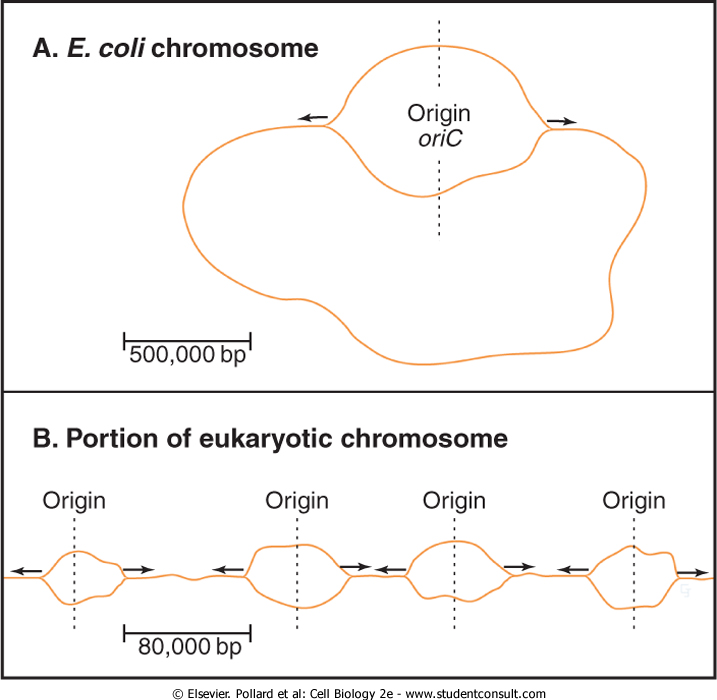 A. E. coli chromosome
Origin
oriC
500,000 bp
B. Portion of eukaryotic chromosome
Origin Origin Origin Origin
80,000 bp
© Elsevier. Pollard et al: Cell Biology 2e - www.studentconsult.com